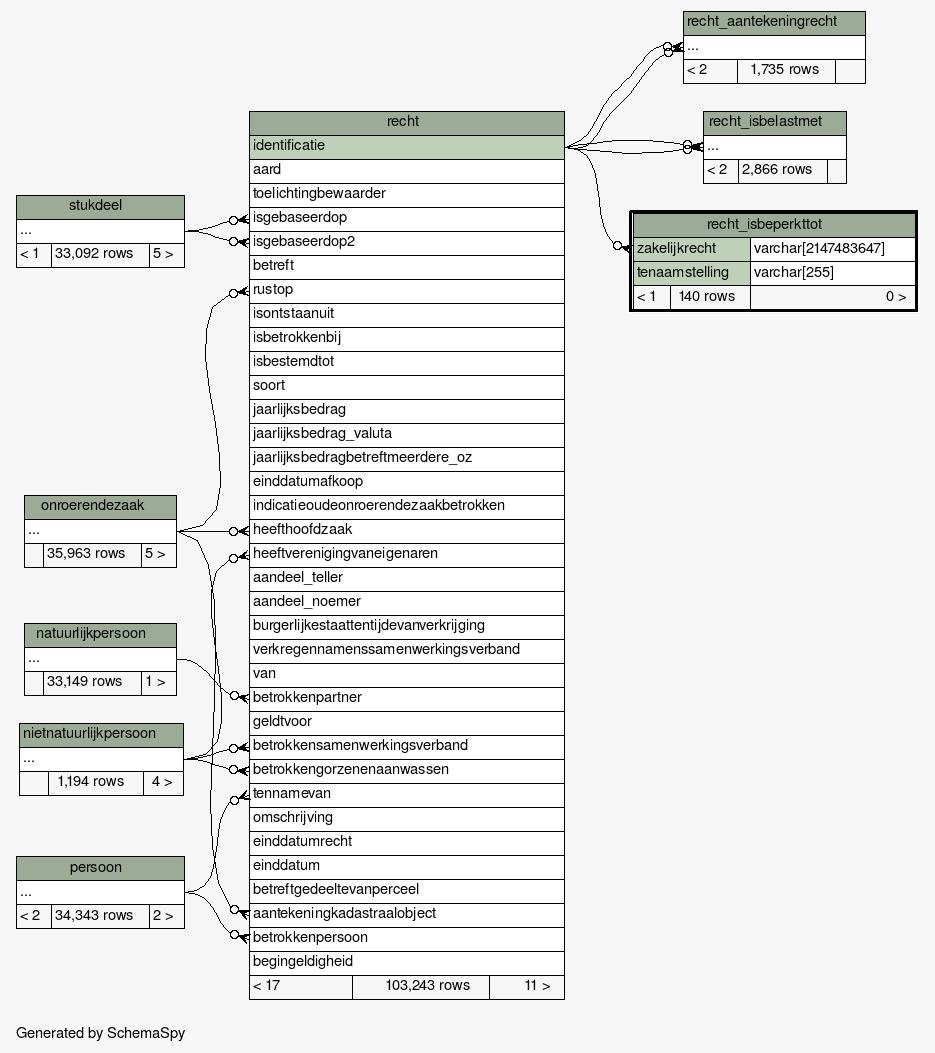 recht_aantekeningrecht
...
< 2 1,735 rows
recht_isbelastmet
...
< 2 2,866 rows
recht_isbeperkttot
zakelijkrecht varchar[2147483647]
tenaamstelling varchar[255]
< 1 140 rows 0 >
recht
identificatie
aard
toelichtingbewaarder
isgebaseerdop
isgebaseerdop2
betreft
rustop
isontstaanuit
isbetrokkenbij
isbestemdtot
soort
jaarlijksbedrag
jaarlijksbedrag_valuta
jaarlijksbedragbetreftmeerdere_oz
einddatumafkoop
indicatieoudeonroerendezaakbetrokken
heefthoofdzaak
heeftverenigingvaneigenaren
aandeel_teller
aandeel_noemer
burgerlijkestaattentijdevanverkrijging
verkregennamenssamenwerkingsverband
van
betrokkenpartner
geldtvoor
betrokkensamenwerkingsverband
betrokkengorzenenaanwassen
tennamevan
omschrijving
einddatumrecht
einddatum
betreftgedeeltevanperceel
aantekeningkadastraalobject
betrokkenpersoon
begingeldigheid
< 17 103,243 rows 11 >
stukdeel
...
< 1 33,092 rows 5 >
onroerendezaak
...
35,963 rows 5 >
natuurlijkpersoon
...
33,149 rows 1 >
nietnatuurlijkpersoon
...
1,194 rows 4 >
persoon
...
< 2 34,343 rows 2 >
Generated by SchemaSpy